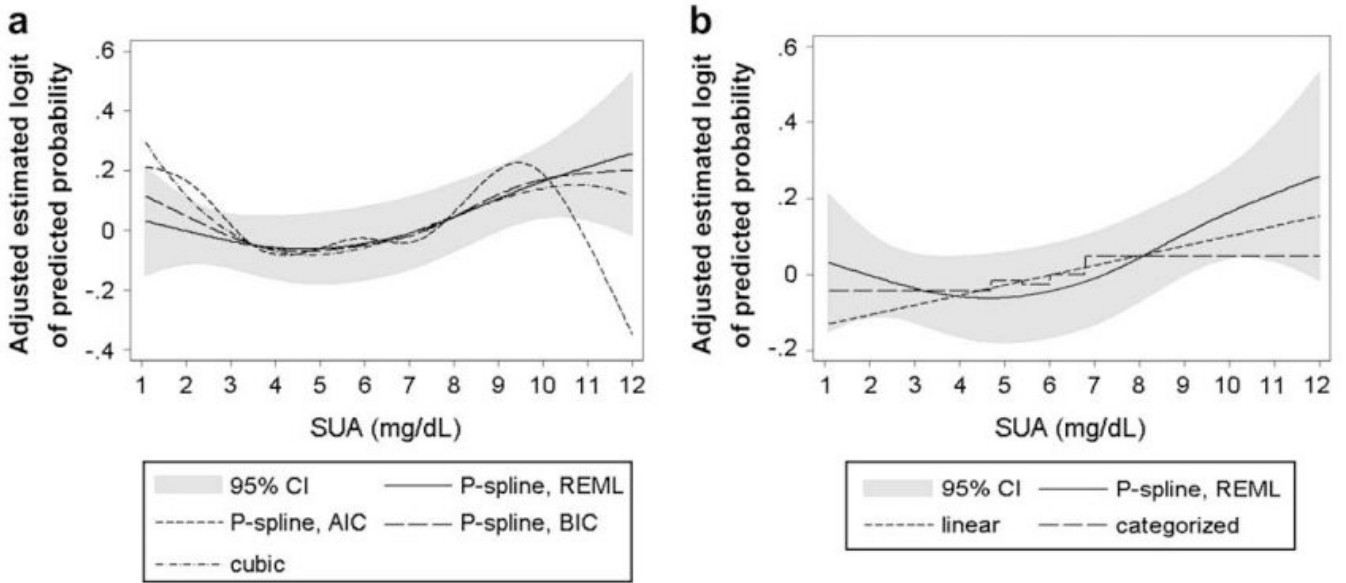 a
Adjusted estimated logit
of predicted probability
.6
.4
.2
0
-.2
-.4
1 2 3 4 5 6 7 8 9 10 11 12
SUA (mg/dL)
95% CI
P-spline, REML
P-spline, AIC
P-spline, BIC
cubic
b
Adjusted estimated logit
of predicted probability
.6
.4
.2
0
-.2
1 2 3 4 5 6 7 8 9 10 11 12
SUA (mg/dL)
95% CI
P-spline, REML
linear
categorized